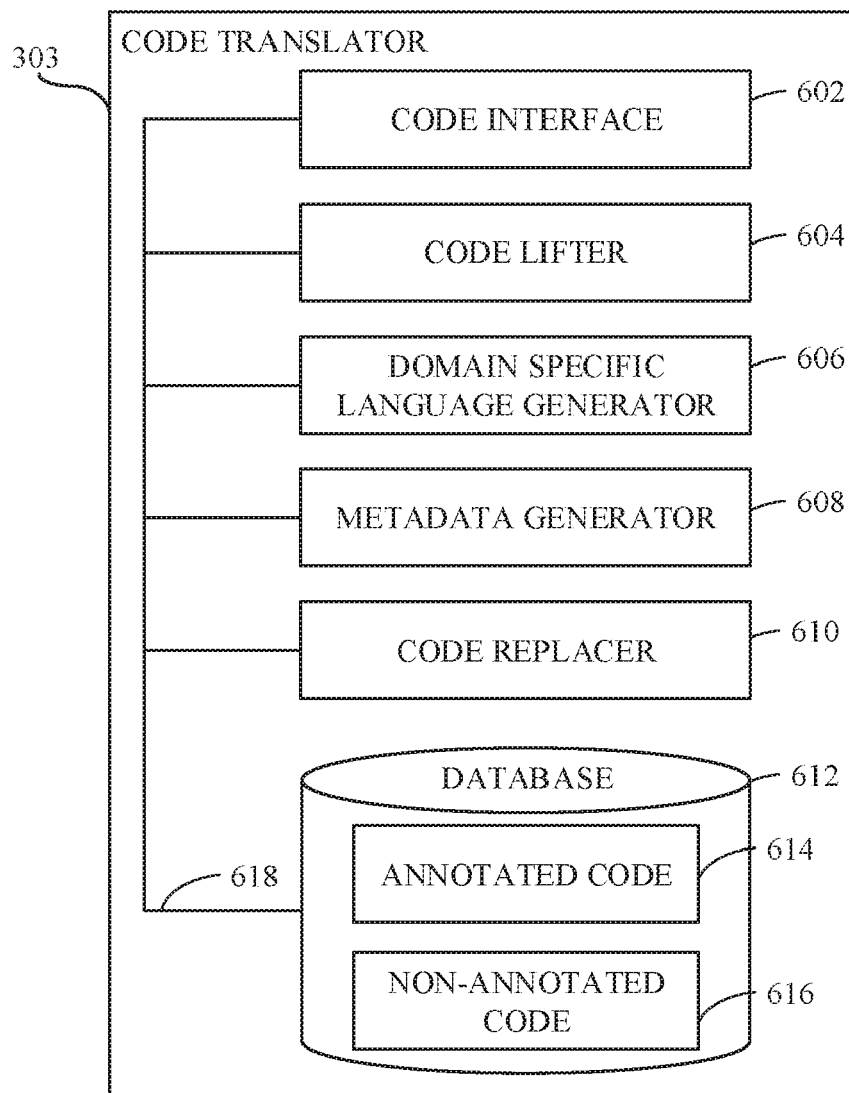 CODE TRANSLATOR
303
CODE INTERFACE
602
CODE LIFTER
604
DOMAIN SPECIFIC
LANGUAGE GENERATOR
606
METADATA GENERATOR
608
CODE REPLACER
610
DATABASE
612
ANNOTATED CODE
614
618
NON-ANNOTATED
CODE
616